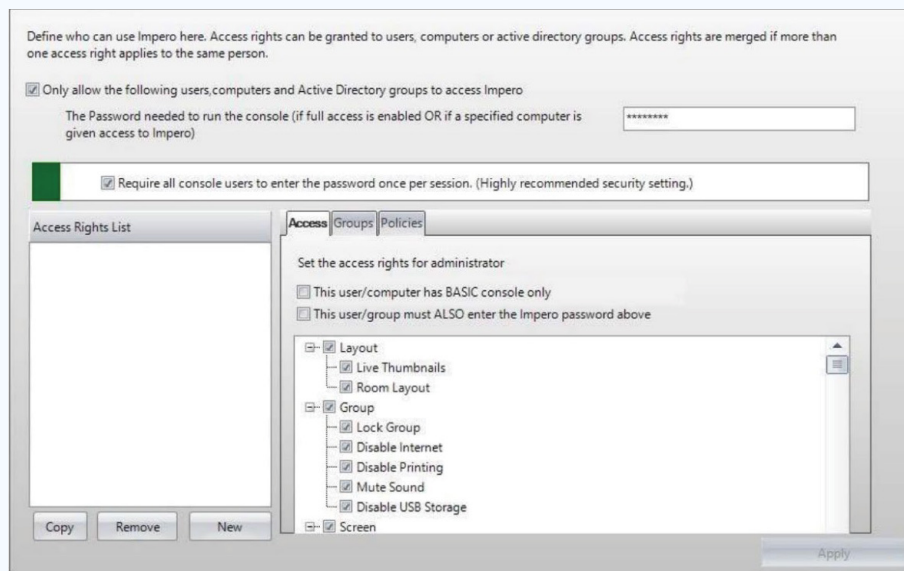 Define who can use Impero here. Access rights can be granted to users, computers or active directory groups. Access rights are merged if more than
one access right applies to the same person.
Only allow the following users,computers and Active Directory groups to access Impero
The Password needed to run the console (if full access is enabled OR if a specified computer is
given access to Impero)
********
Require all console users to enter the password once per session. (Highly recommended security setting.)
Access Rights List
Access Groups Policies
Set the access rights for administrator
This user/computer has BASIC console only
This user/group must ALSO enter the Impero password above
Layout
Live Thumbnails
Room Layout
Group
Lock Group
Disable Internet
Disable Printing
Mute Sound
Disable USB Storage
Screen
Copy Remove New
Apply